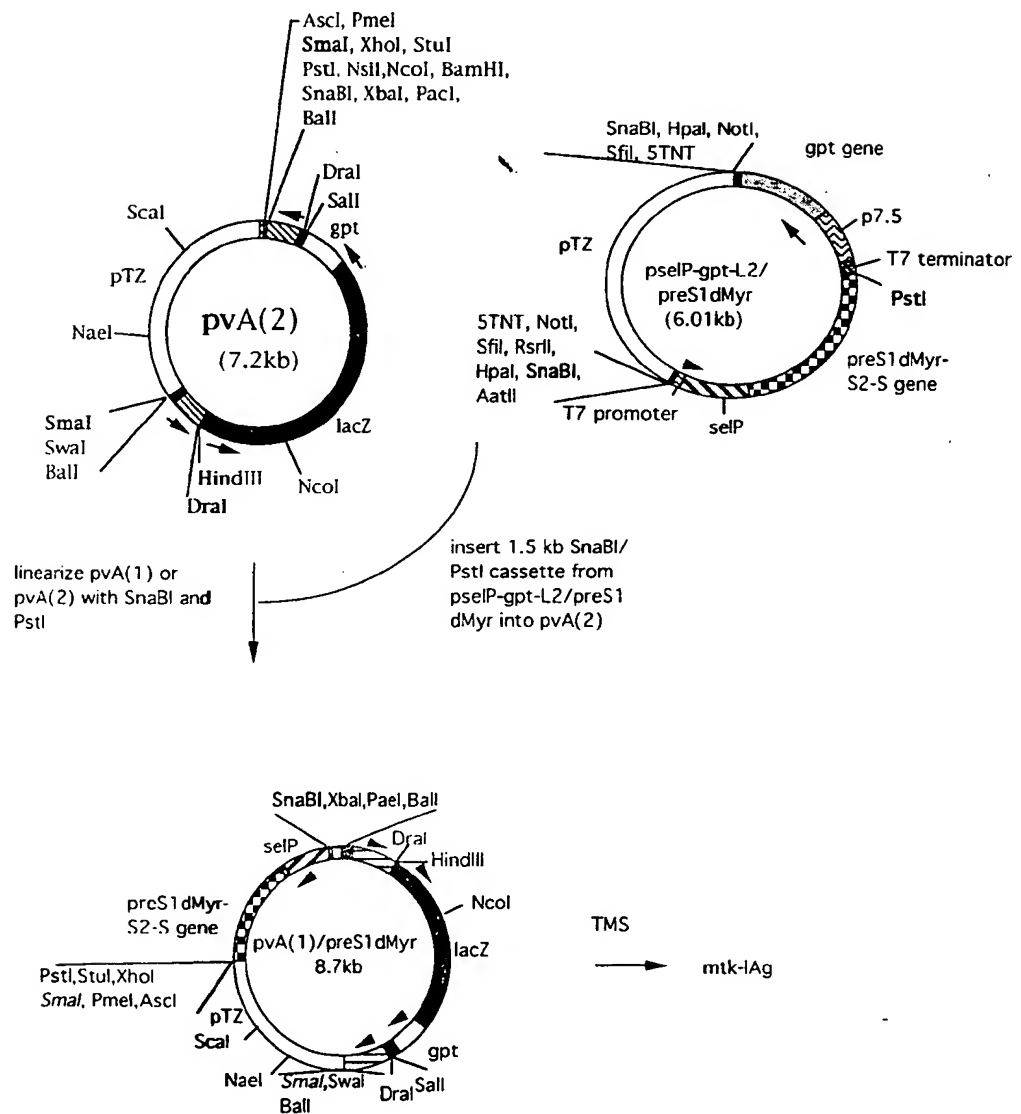 AscI, PmeI
SmaI, XhoI, StuI
PstI, NsiI,NcoI, BamHI,
SnaBI, XbaI, PacI,
BalI
DraI
SalI
gpt
ScaI
pTZ
NaeI
pvA(2)
(7.2kb)
SmaI
SwaI
BalI
HindIII
DraI
NcoI
lacZ
SnaBI, HpaI, NotI,
SfiI, 5TNT
gpt gene
p7.5
T7 terminator
PstI
pTZ
pselP-gpt-L2/
preS1dMyr
(6.01kb)
5TNT, NotI,
SfiI, RsrII,
HpaI, SnaBI,
AatII
T7 promoter
selP
preS1dMyr-
S2-S gene
linearize pvA(1) or
pvA(2) with SnaBI and
PstI
insert 1.5 kb SnaBI/
PstI cassette from
pselP-gpt-L2/preS1
dMyr into pvA(2)
SnaBI,XbaI,PaeI,BalI
selP
DraI
HindIII
NcoI
preS1dMyr-
S2-S gene
pvA(1)/preS1dMyr
8.7kb
lacZ
PstI,StuI,XhoI
SmaI, PmeI,AscI
pTZ
ScaI
NaeI
SmaI,SwaI
BalI
DraI
SalI
gpt
TMS
mtk-IAg